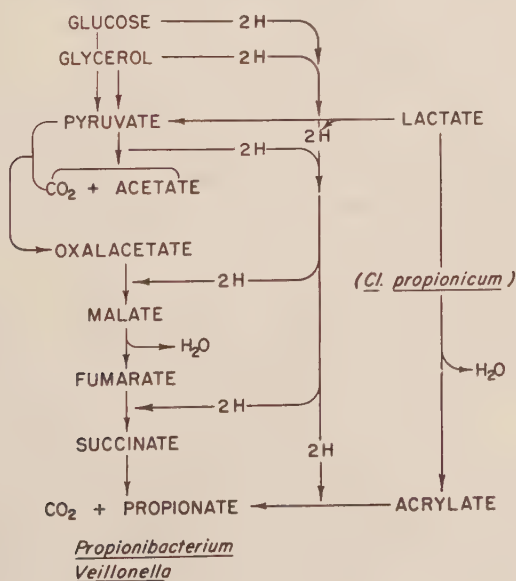 GLUCOSE 2H
GLYCEROL 2H
PYRUVATE 2H LACTATE
2H
CO₂ + ACETATE
OXALACETATE
2H (Cl. propionicum)
MALATE
H₂O H₂O
FUMARATE
2H
SUCCINATE 2H
CO₂ + PROPIONATE ACRYLATE
Propionibacterium
Veillonella